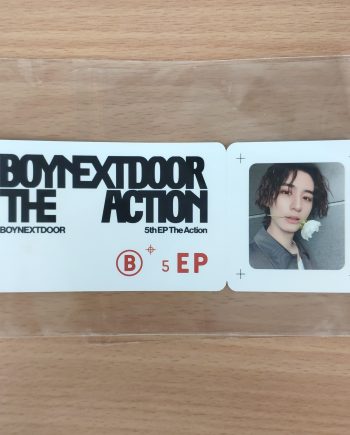 BOYNEXTDOOR
THE ACTION
BOYNEXTDOOR 5th EP The Action
B 5 EP